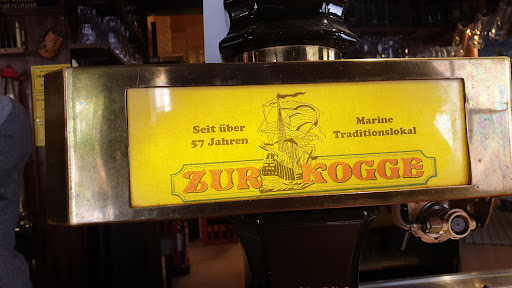 Seit über
57 Jahren
Marine
Traditionslokal
ZUR KOGGE